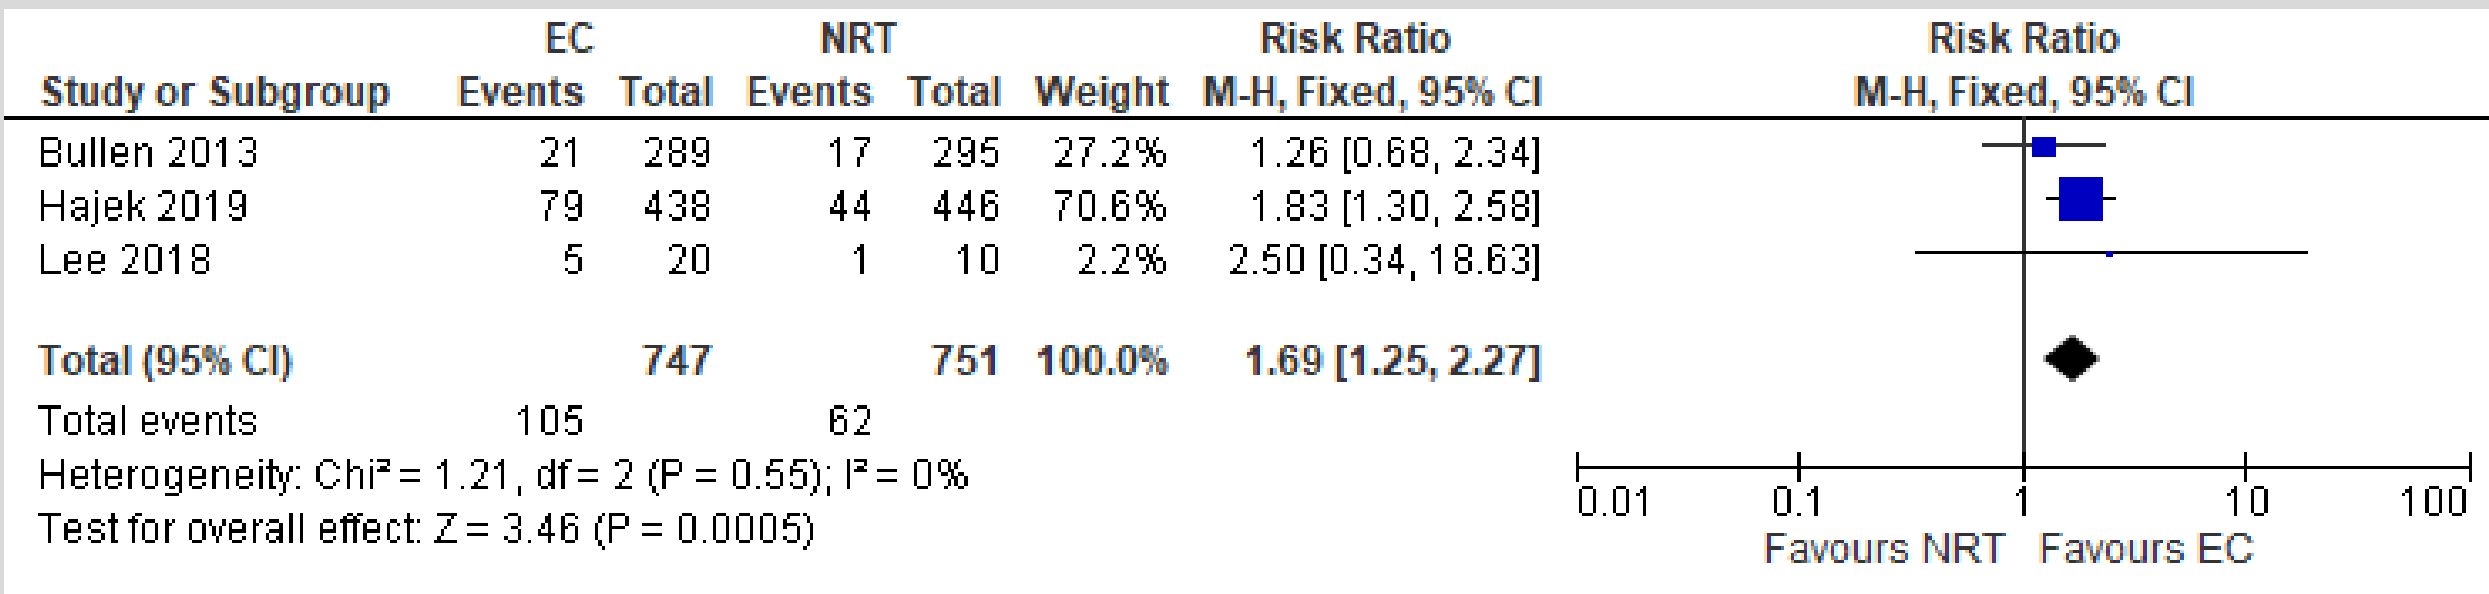 EC NRT Risk Ratio Risk Ratio
Study or Subgroup Events Total Events Total Weight M-H, Fixed, 95% CI M-H, Fixed, 95% CI
Bullen 2013 21 289 17 295 27.2% 1.26 [0.68, 2.34]
Hajek 2019 79 438 44 446 70.6% 1.83 [1.30, 2.58]
Lee 2018 5 20 1 10 2.2% 2.50 [0.34, 18.63]
Total (95% CI) 747 751 100.0% 1.69 [1.25, 2.27]
Total events 105 62
Heterogeneity: Chi² = 1.21, df = 2 (P = 0.55); I² = 0%
Test for overall effect: Z = 3.46 (P = 0.0005)
0.01 0.1 1 10 100
Favours NRT Favours EC